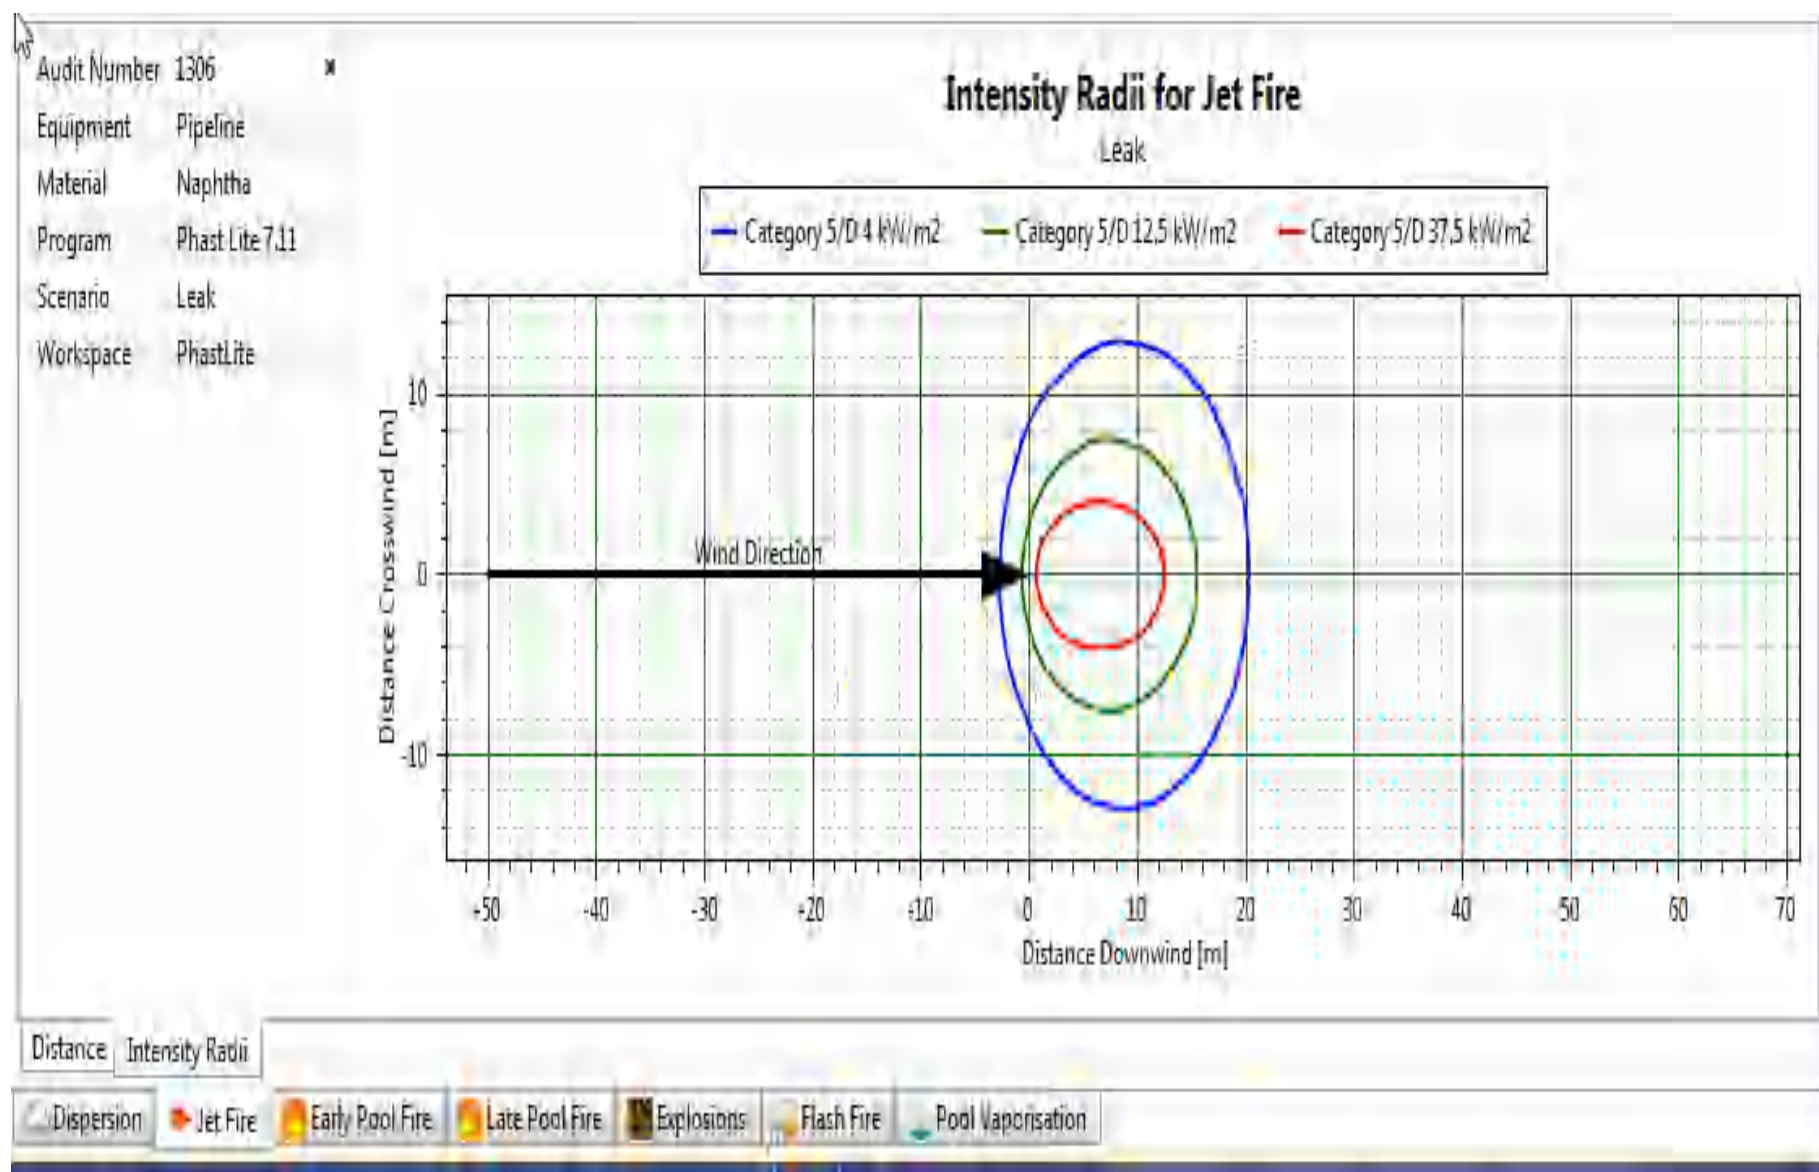 Audit Number 1306
Equipment Pipeline
Material Naphtha
Program Phast Lite 7.11
Scenario Leak
Workspace PhastLite
Intensity Radii for Jet Fire
Leak
Category 5/D 4 kW/m2 Category 5/D 12,5 kW/m2 Category 5/D 37,5 kW/m2
Distance Crosswind [m]
10
0
-10
Wind Direction
-50 -40 -30 -20 -10 0 10 20 30 40 50 60 70
Distance Downwind [m]
Distance Intensity Radii
Dispersion Jet Fire Early Pool Fire Late Pool Fire Explosions Flash Fire Pool Vaporisation